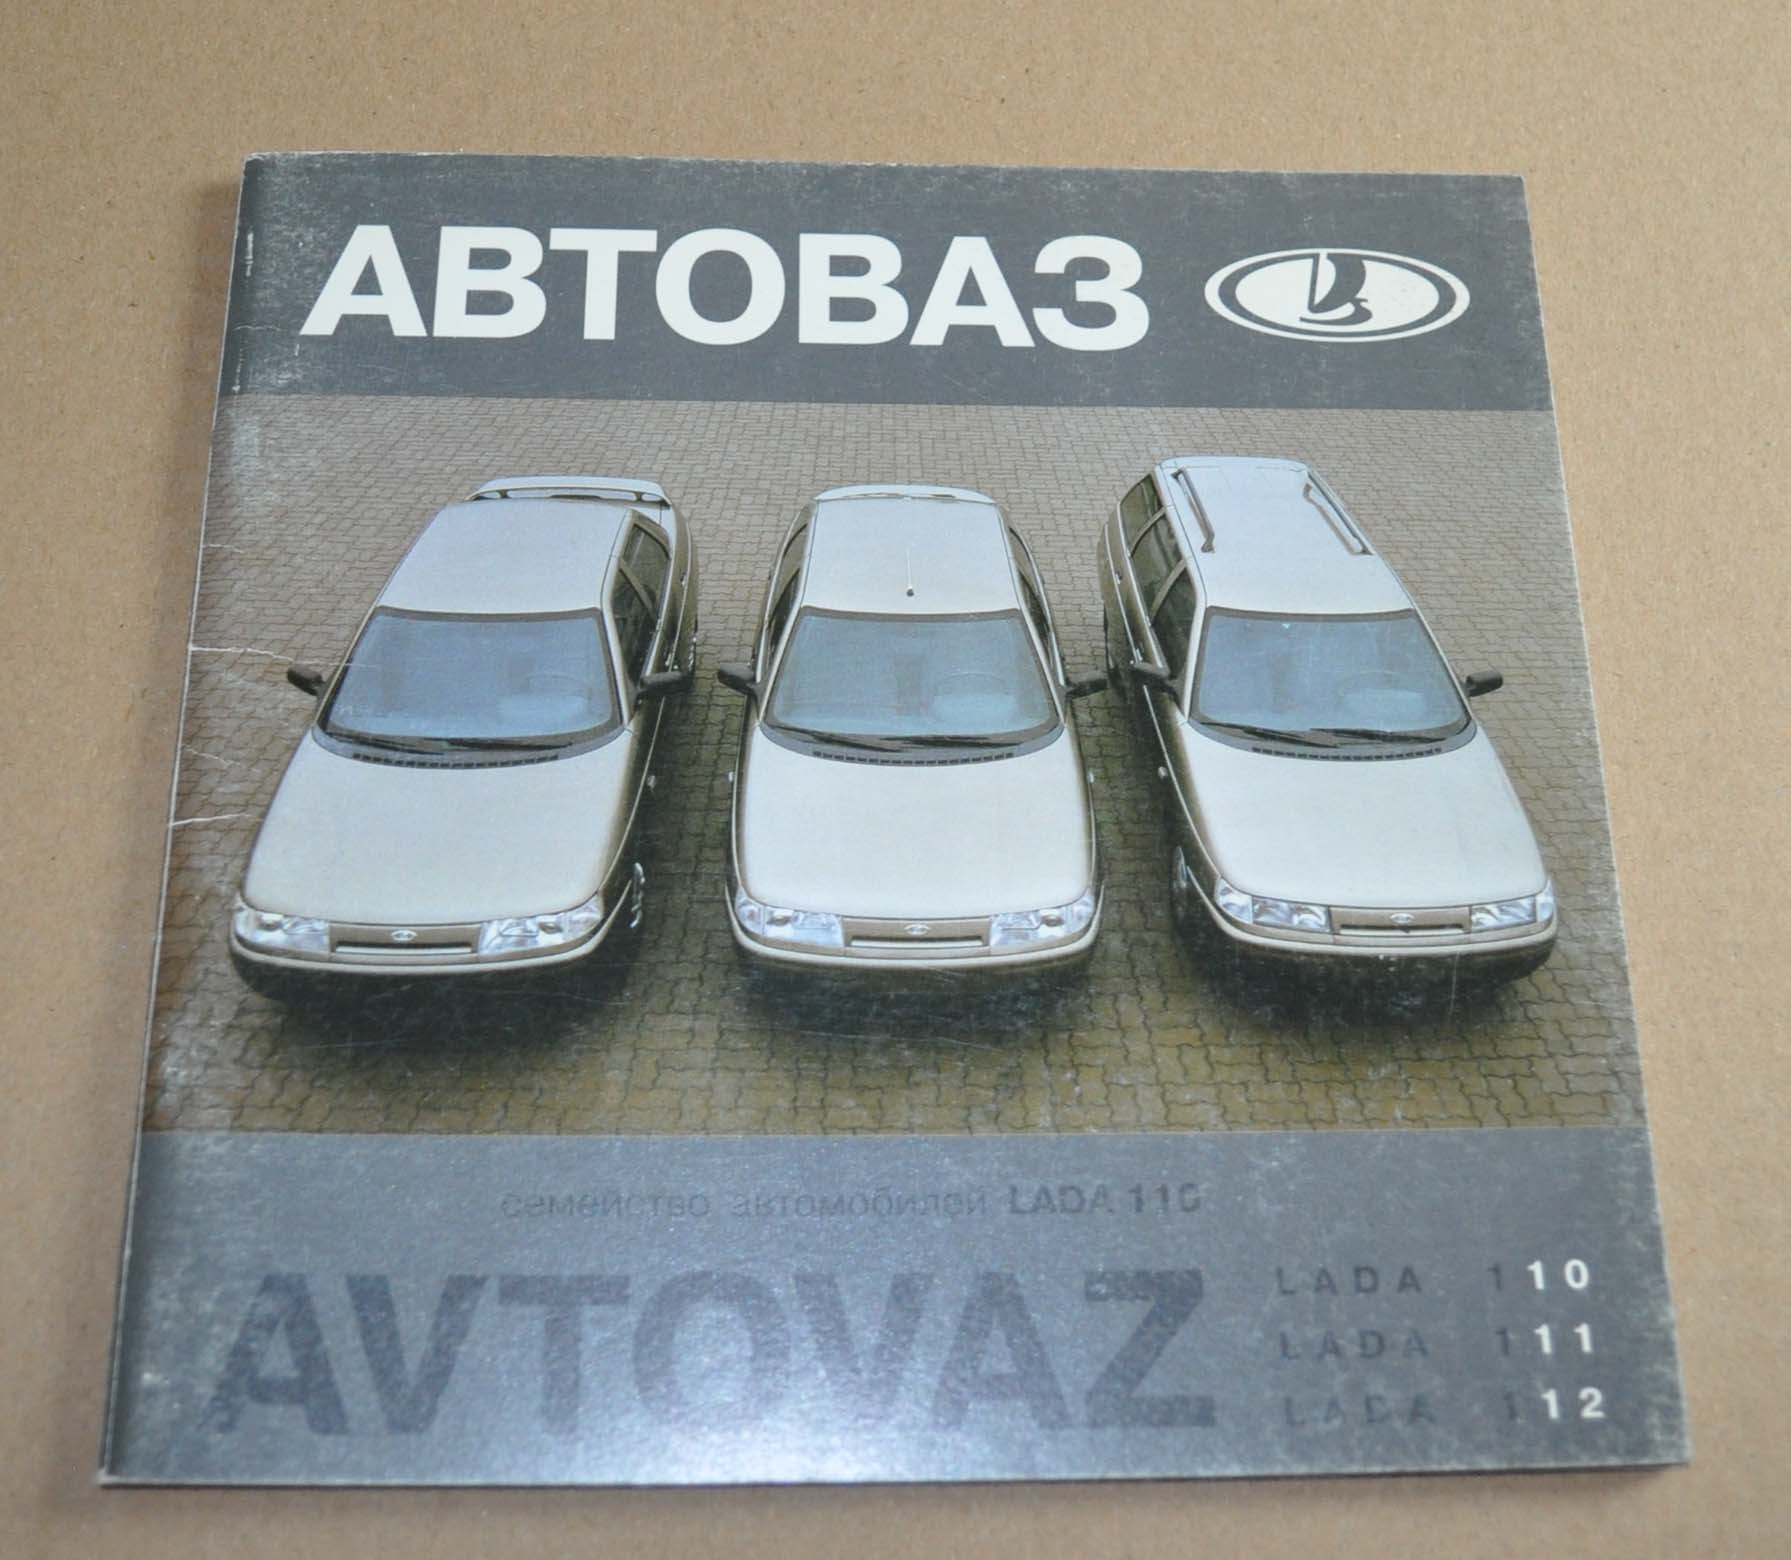 АВТОВАЗ
семейство автомобилей LADA 110
AVTOVAZ
LADA 110
LADA 111
LADA 112